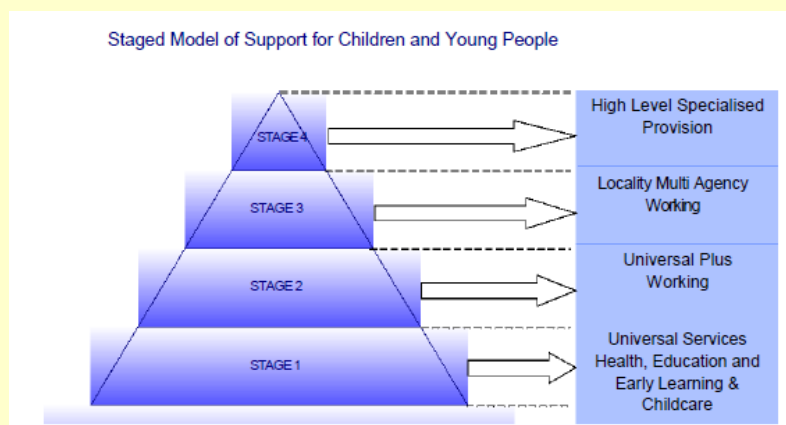 Staged Model of Support for Children and Young People
STAGE 4
High Level Specialised
Provision
STAGE 3
Locality Multi Agency
Working
STAGE 2
Universal Plus
Working
STAGE 1
Universal Services
Health, Education and
Early Learning &
Childcare